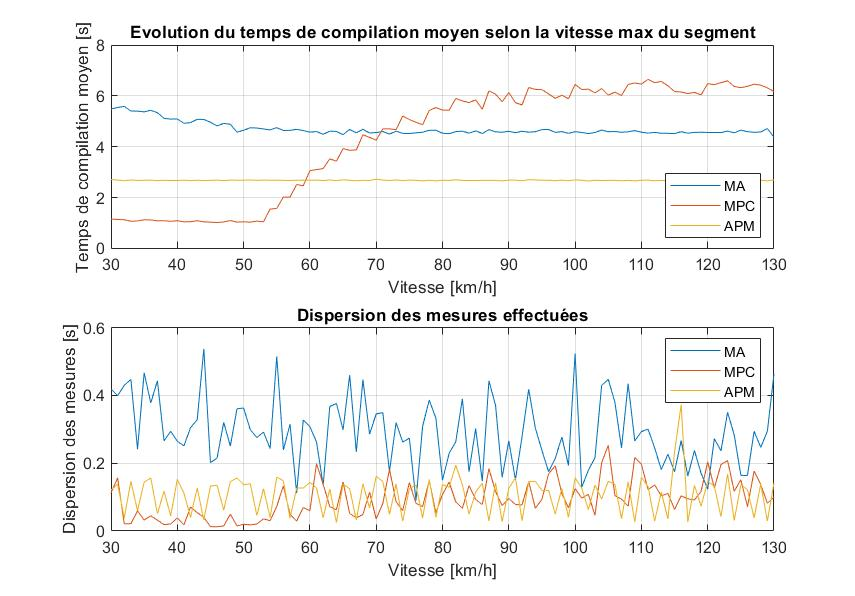 Evolution du temps de compilation moyen selon la vitesse max du segment
Temps de compilation moyen [s]
8
6
4
2
0
MA
MPC
APM
30 40 50 60 70 80 90 100 110 120 130
Vitesse [km/h]
Dispersion des mesures effectuées
Dispersion des mesures [s]
0.6
0.4
0.2
0
MA
MPC
APM
30 40 50 60 70 80 90 100 110 120 130
Vitesse [km/h]